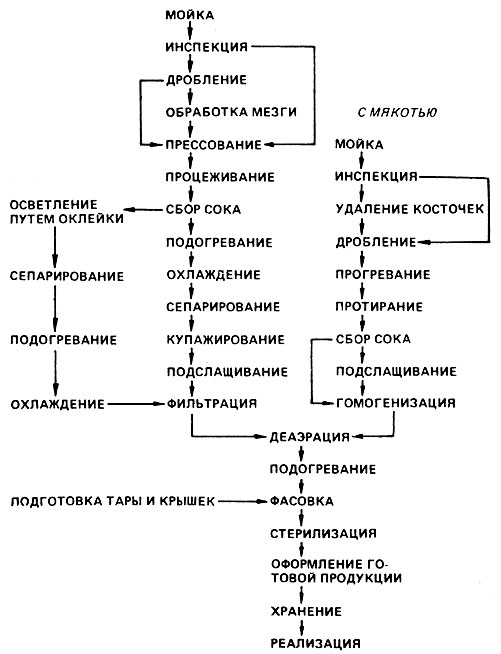 МОЙКА
ИНСПЕКЦИЯ
ДРОБЛЕНИЕ
ОБРАБОТКА МЕЗГИ
ПРЕССОВАНИЕ
ПРОЦЕЖИВАНИЕ
СБОР СОКА
ПОДОГРЕВАНИЕ
ОХЛАЖДЕНИЕ
СЕПАРИРОВАНИЕ
КУПАЖИРОВАНИЕ
ПОДСЛАЩИВАНИЕ
ФИЛЬТРАЦИЯ
ОСВЕТЛЕНИЕ
ПУТЕМ ОКЛЕЙКИ
СЕПАРИРОВАНИЕ
ПОДОГРЕВАНИЕ
ОХЛАЖДЕНИЕ
С МЯКОТЬЮ
МОЙКА
ИНСПЕКЦИЯ
УДАЛЕНИЕ КОСТОЧЕК
ДРОБЛЕНИЕ
ПРОГРЕВАНИЕ
ПРОТИРАНИЕ
СБОР СОКА
ПОДСЛАЩИВАНИЕ
ГОМОГЕНИЗАЦИЯ
ДЕАЭРАЦИЯ
ПОДОГРЕВАНИЕ
ПОДГОТОВКА ТАРЫ И КРЫШЕК
ФАСОВКА
СТЕРИЛИЗАЦИЯ
ОФОРМЛЕНИЕ ГО-
ТОВОЙ ПРОДУКЦИИ
ХРАНЕНИЕ
РЕАЛИЗАЦИЯ